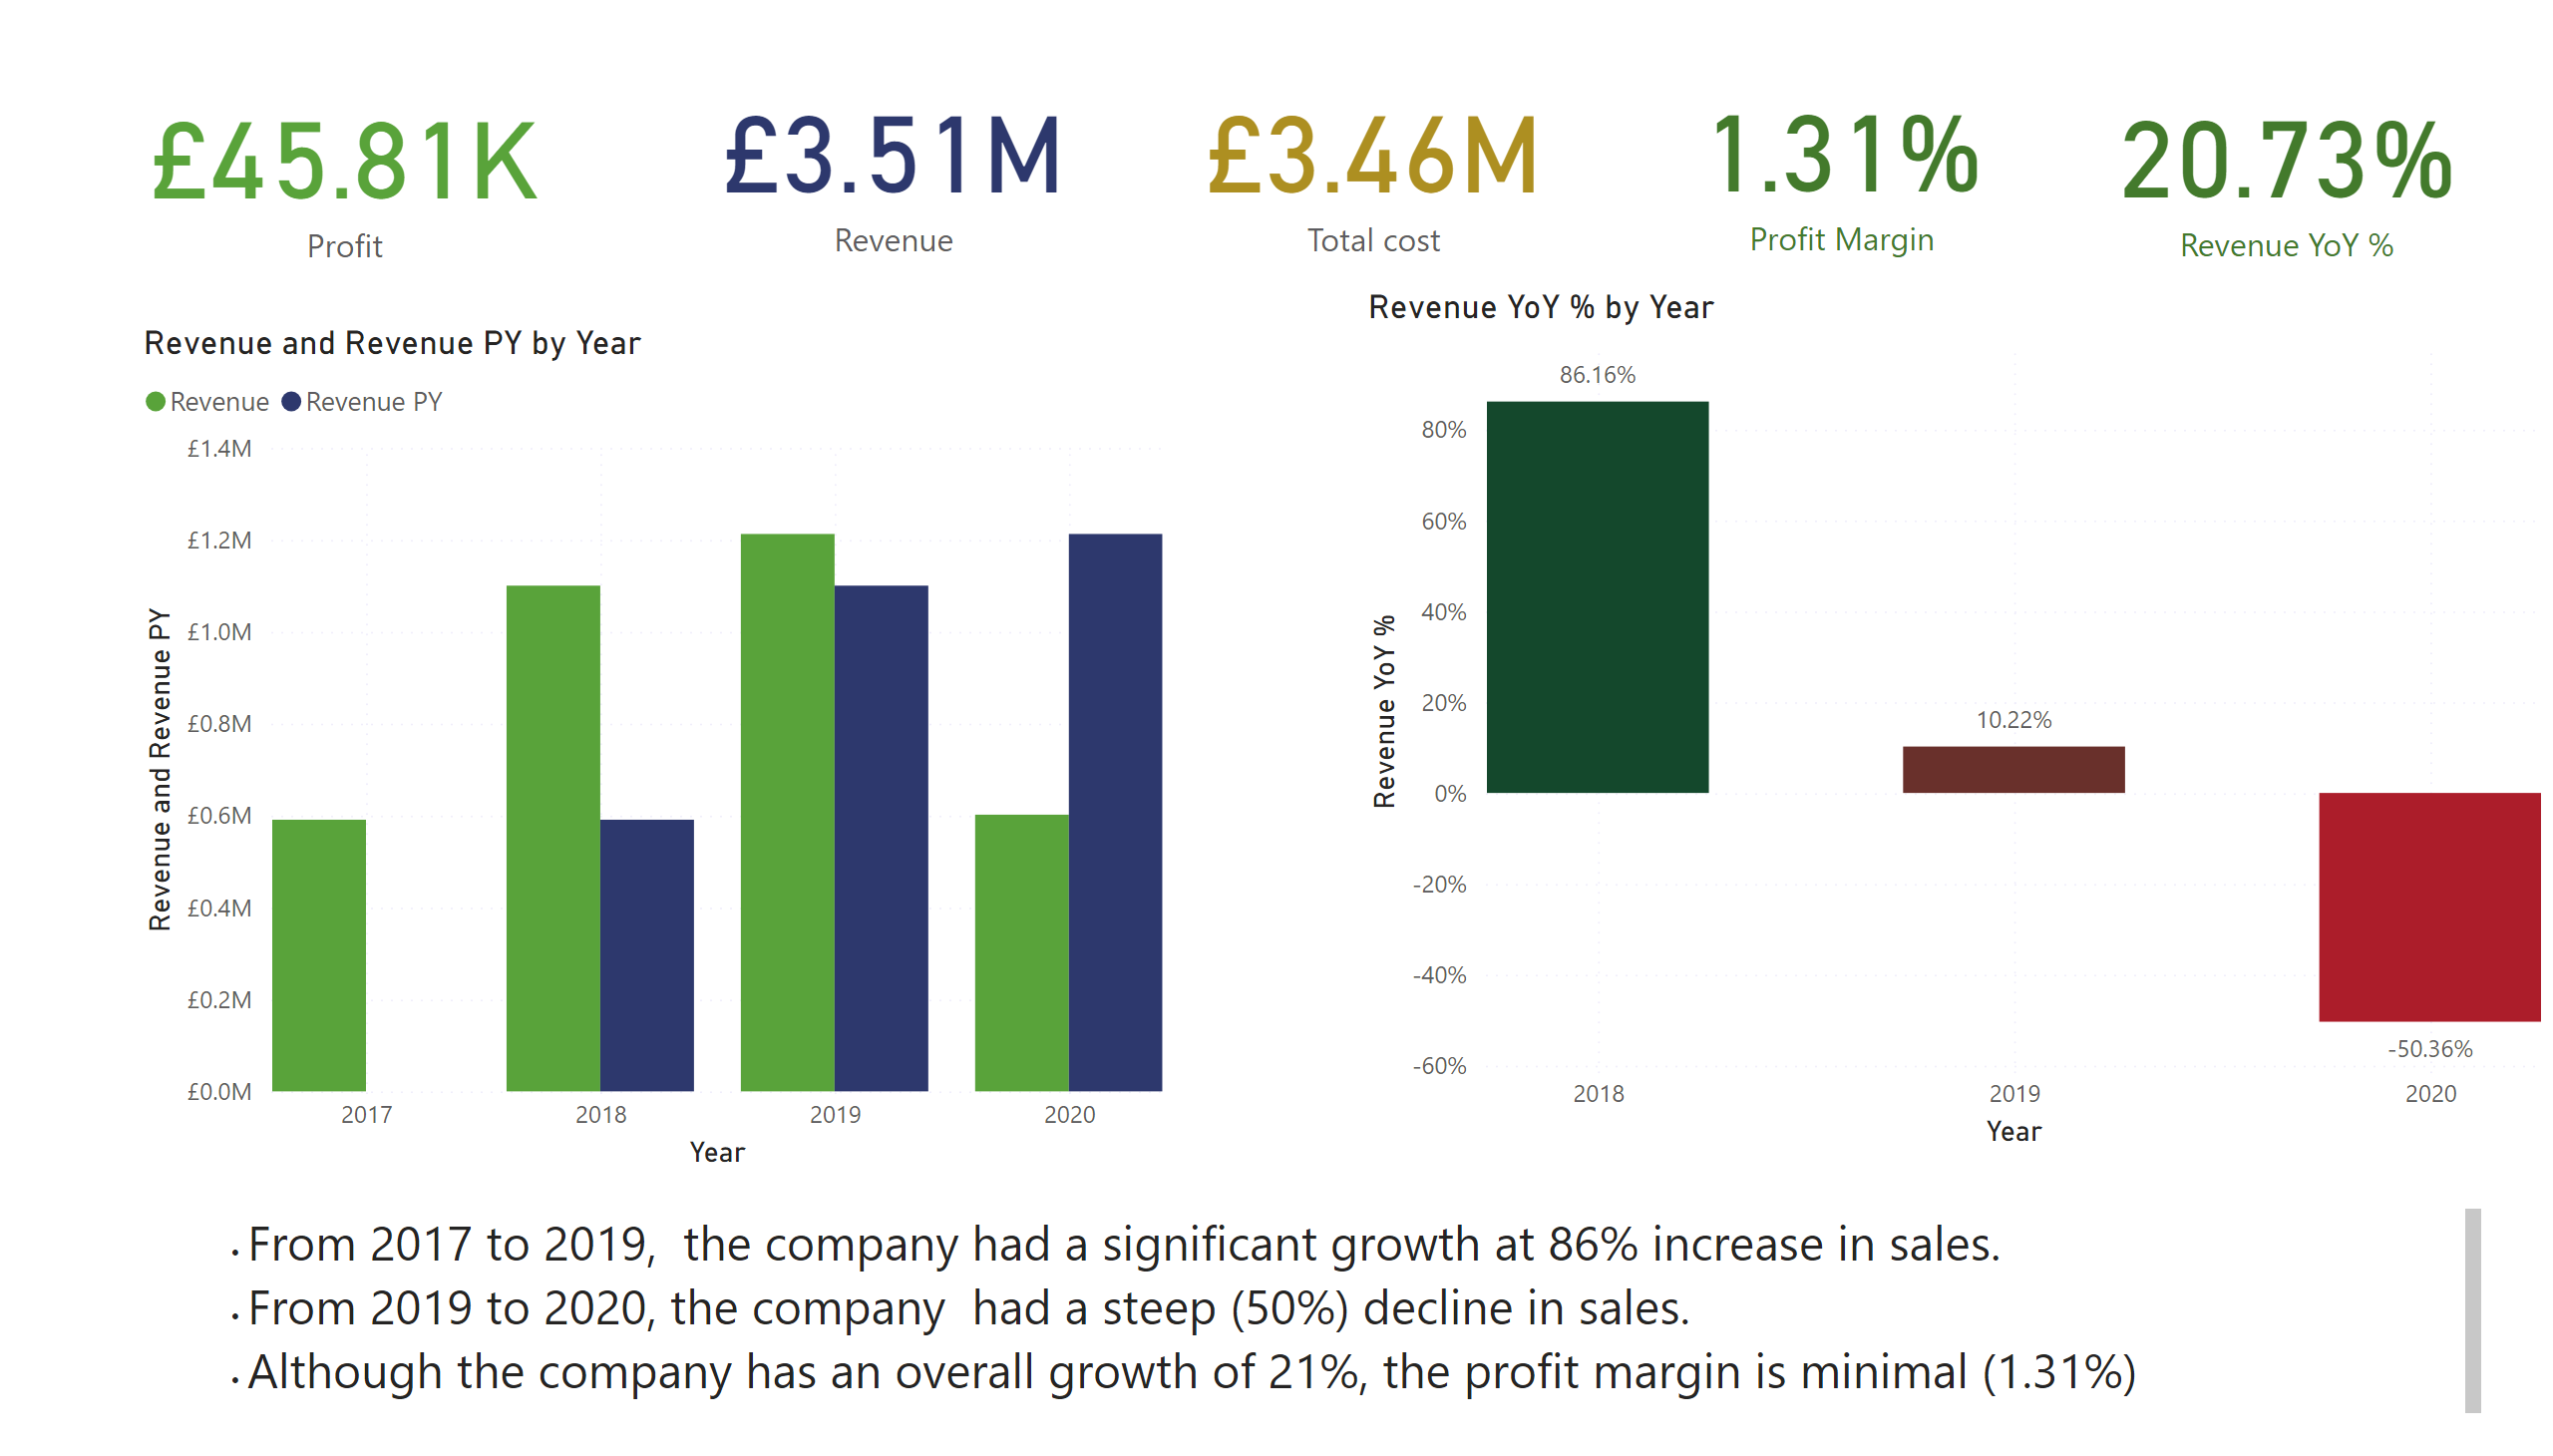 £45.81K
Profit
£3.51M
Revenue
£3.46M
Total cost
1.31%
Profit Margin
20.73%
Revenue YoY %
Revenue and Revenue PY by Year
Revenue Revenue PY
Revenue and Revenue PY
£1.4M
£1.2M
£1.0M
£0.8M
£0.6M
£0.4M
£0.2M
£0.0M
2017 2018 2019 2020
Year
Revenue YoY % by Year
Revenue YoY %
80%
60%
40%
20%
0%
-20%
-40%
-60%
86.16%
10.22%
-50.36%
2018 2019 2020
Year
• From 2017 to 2019,  the company had a significant growth at 86% increase in sales.
• From 2019 to 2020, the company  had a steep (50%) decline in sales.
• Although the company has an overall growth of 21%, the profit margin is minimal (1.31%)